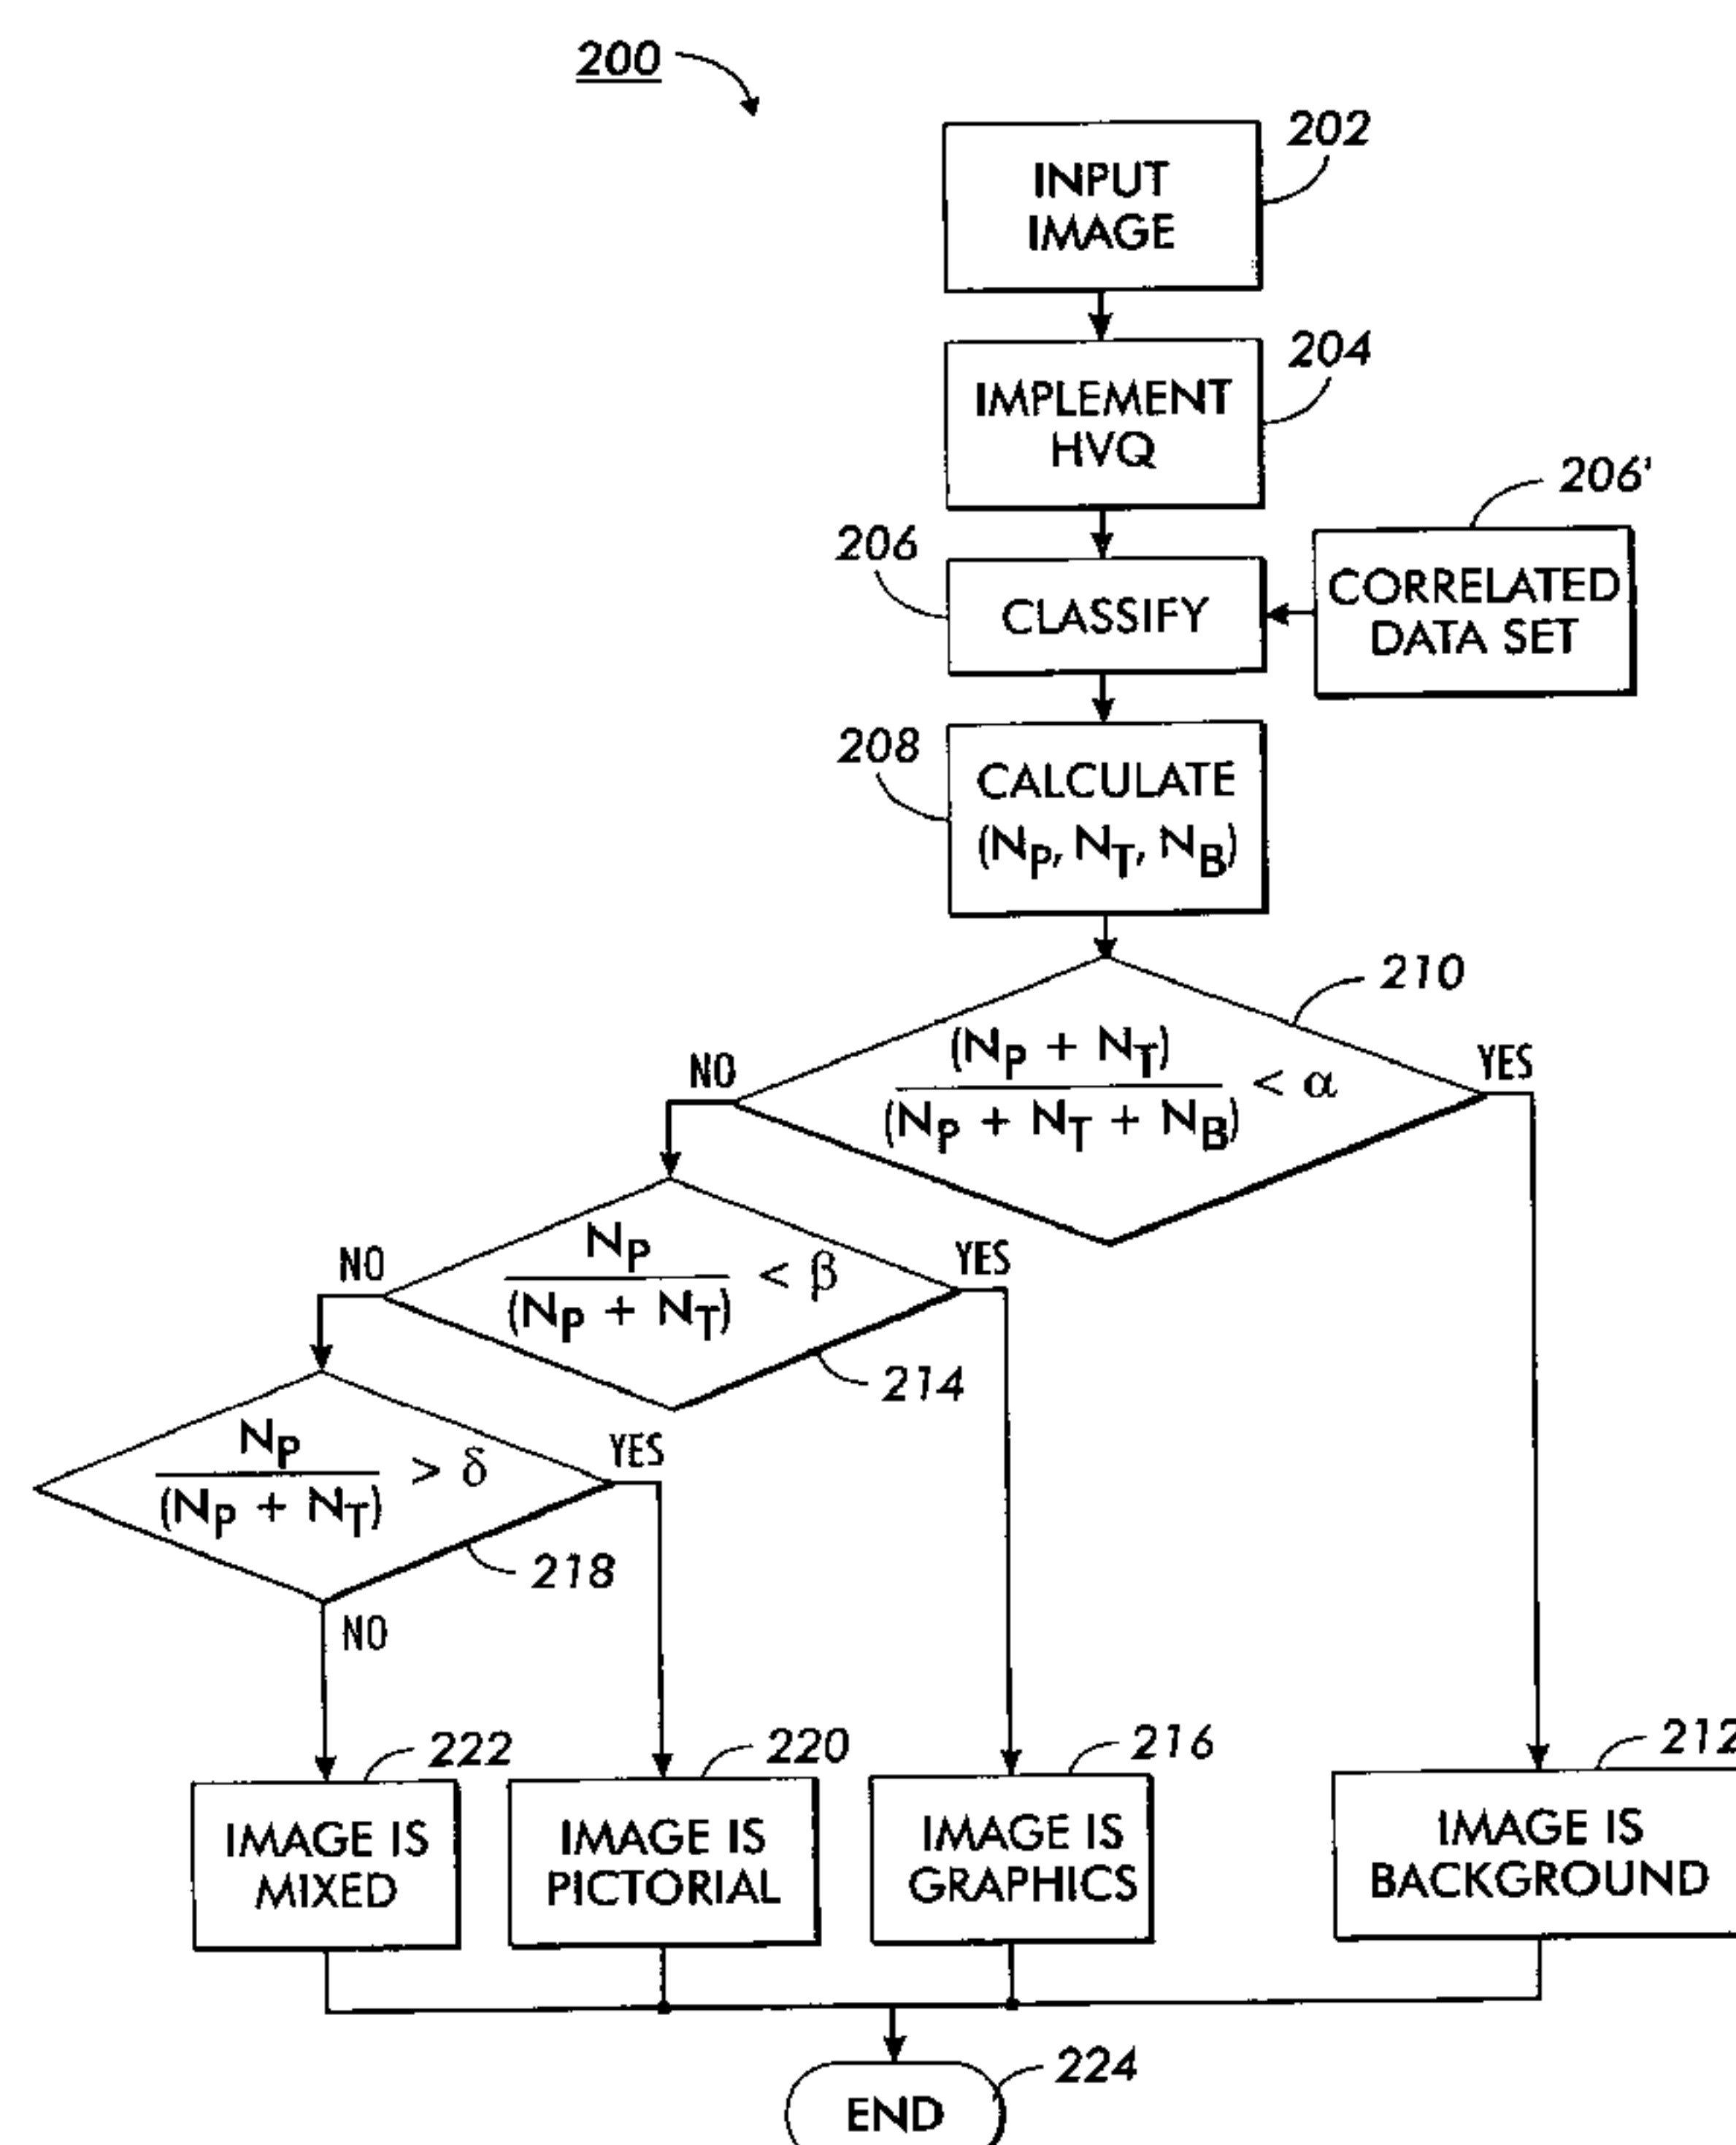 200
202
INPUT
IMAGE
204
IMPLEMENT
HVQ
206'
206
CLASSIFY
CORRELATED
DATA SET
208
CALCULATE
(NP, NT, NB)
210
NO
(NP + NT)
(NP + NT + NB)
< α
YES
NO
NP
(NP + NT)
< β
YES
214
NP
(NP + NT)
> δ
YES
218
NO
222
220
216
212
IMAGE IS
MIXED
IMAGE IS
PICTORIAL
IMAGE IS
GRAPHICS
IMAGE IS
BACKGROUND
224
END